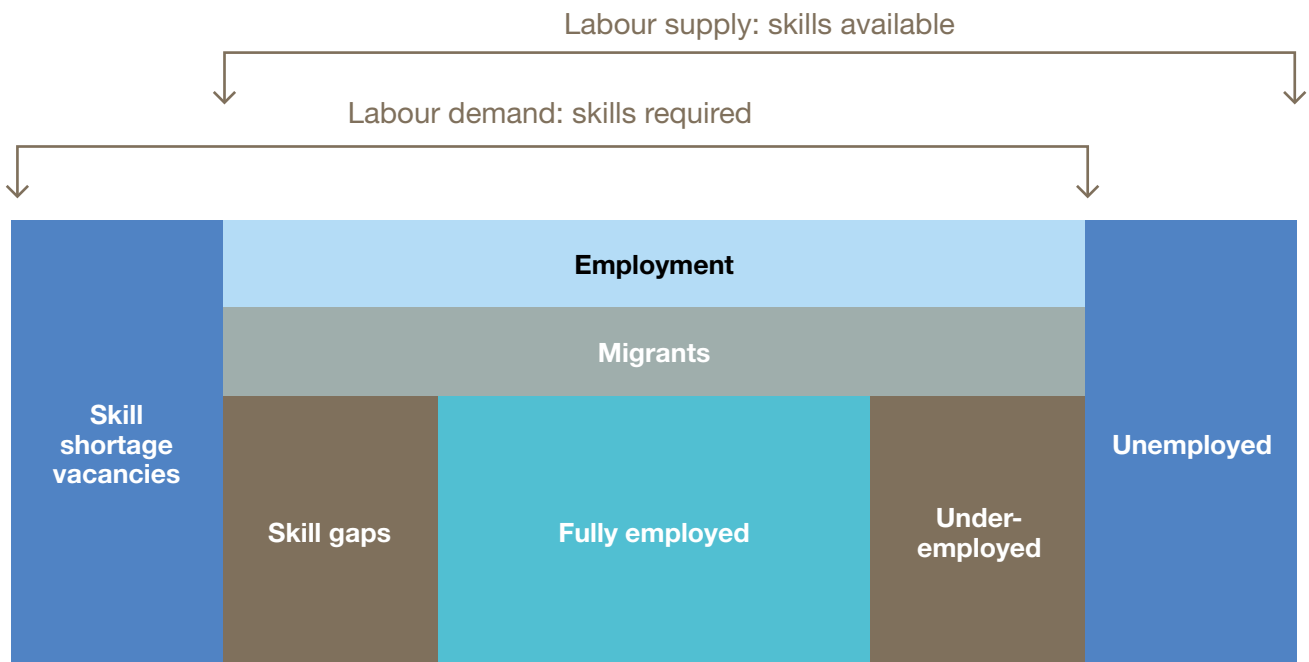 Labour supply: skills available
Labour demand: skills required
Employment
Migrants
Skill
shortage
vacancies
Skill gaps
Fully employed
Under-
employed
Unemployed